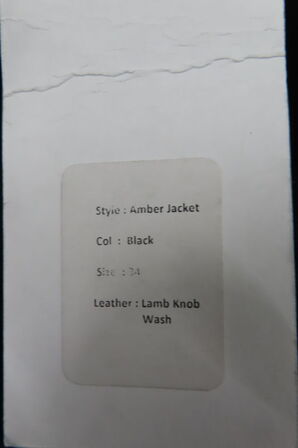 Style : Amber Jacket
Col : Black
Size : 34
Leather : Lamb Knob
Wash